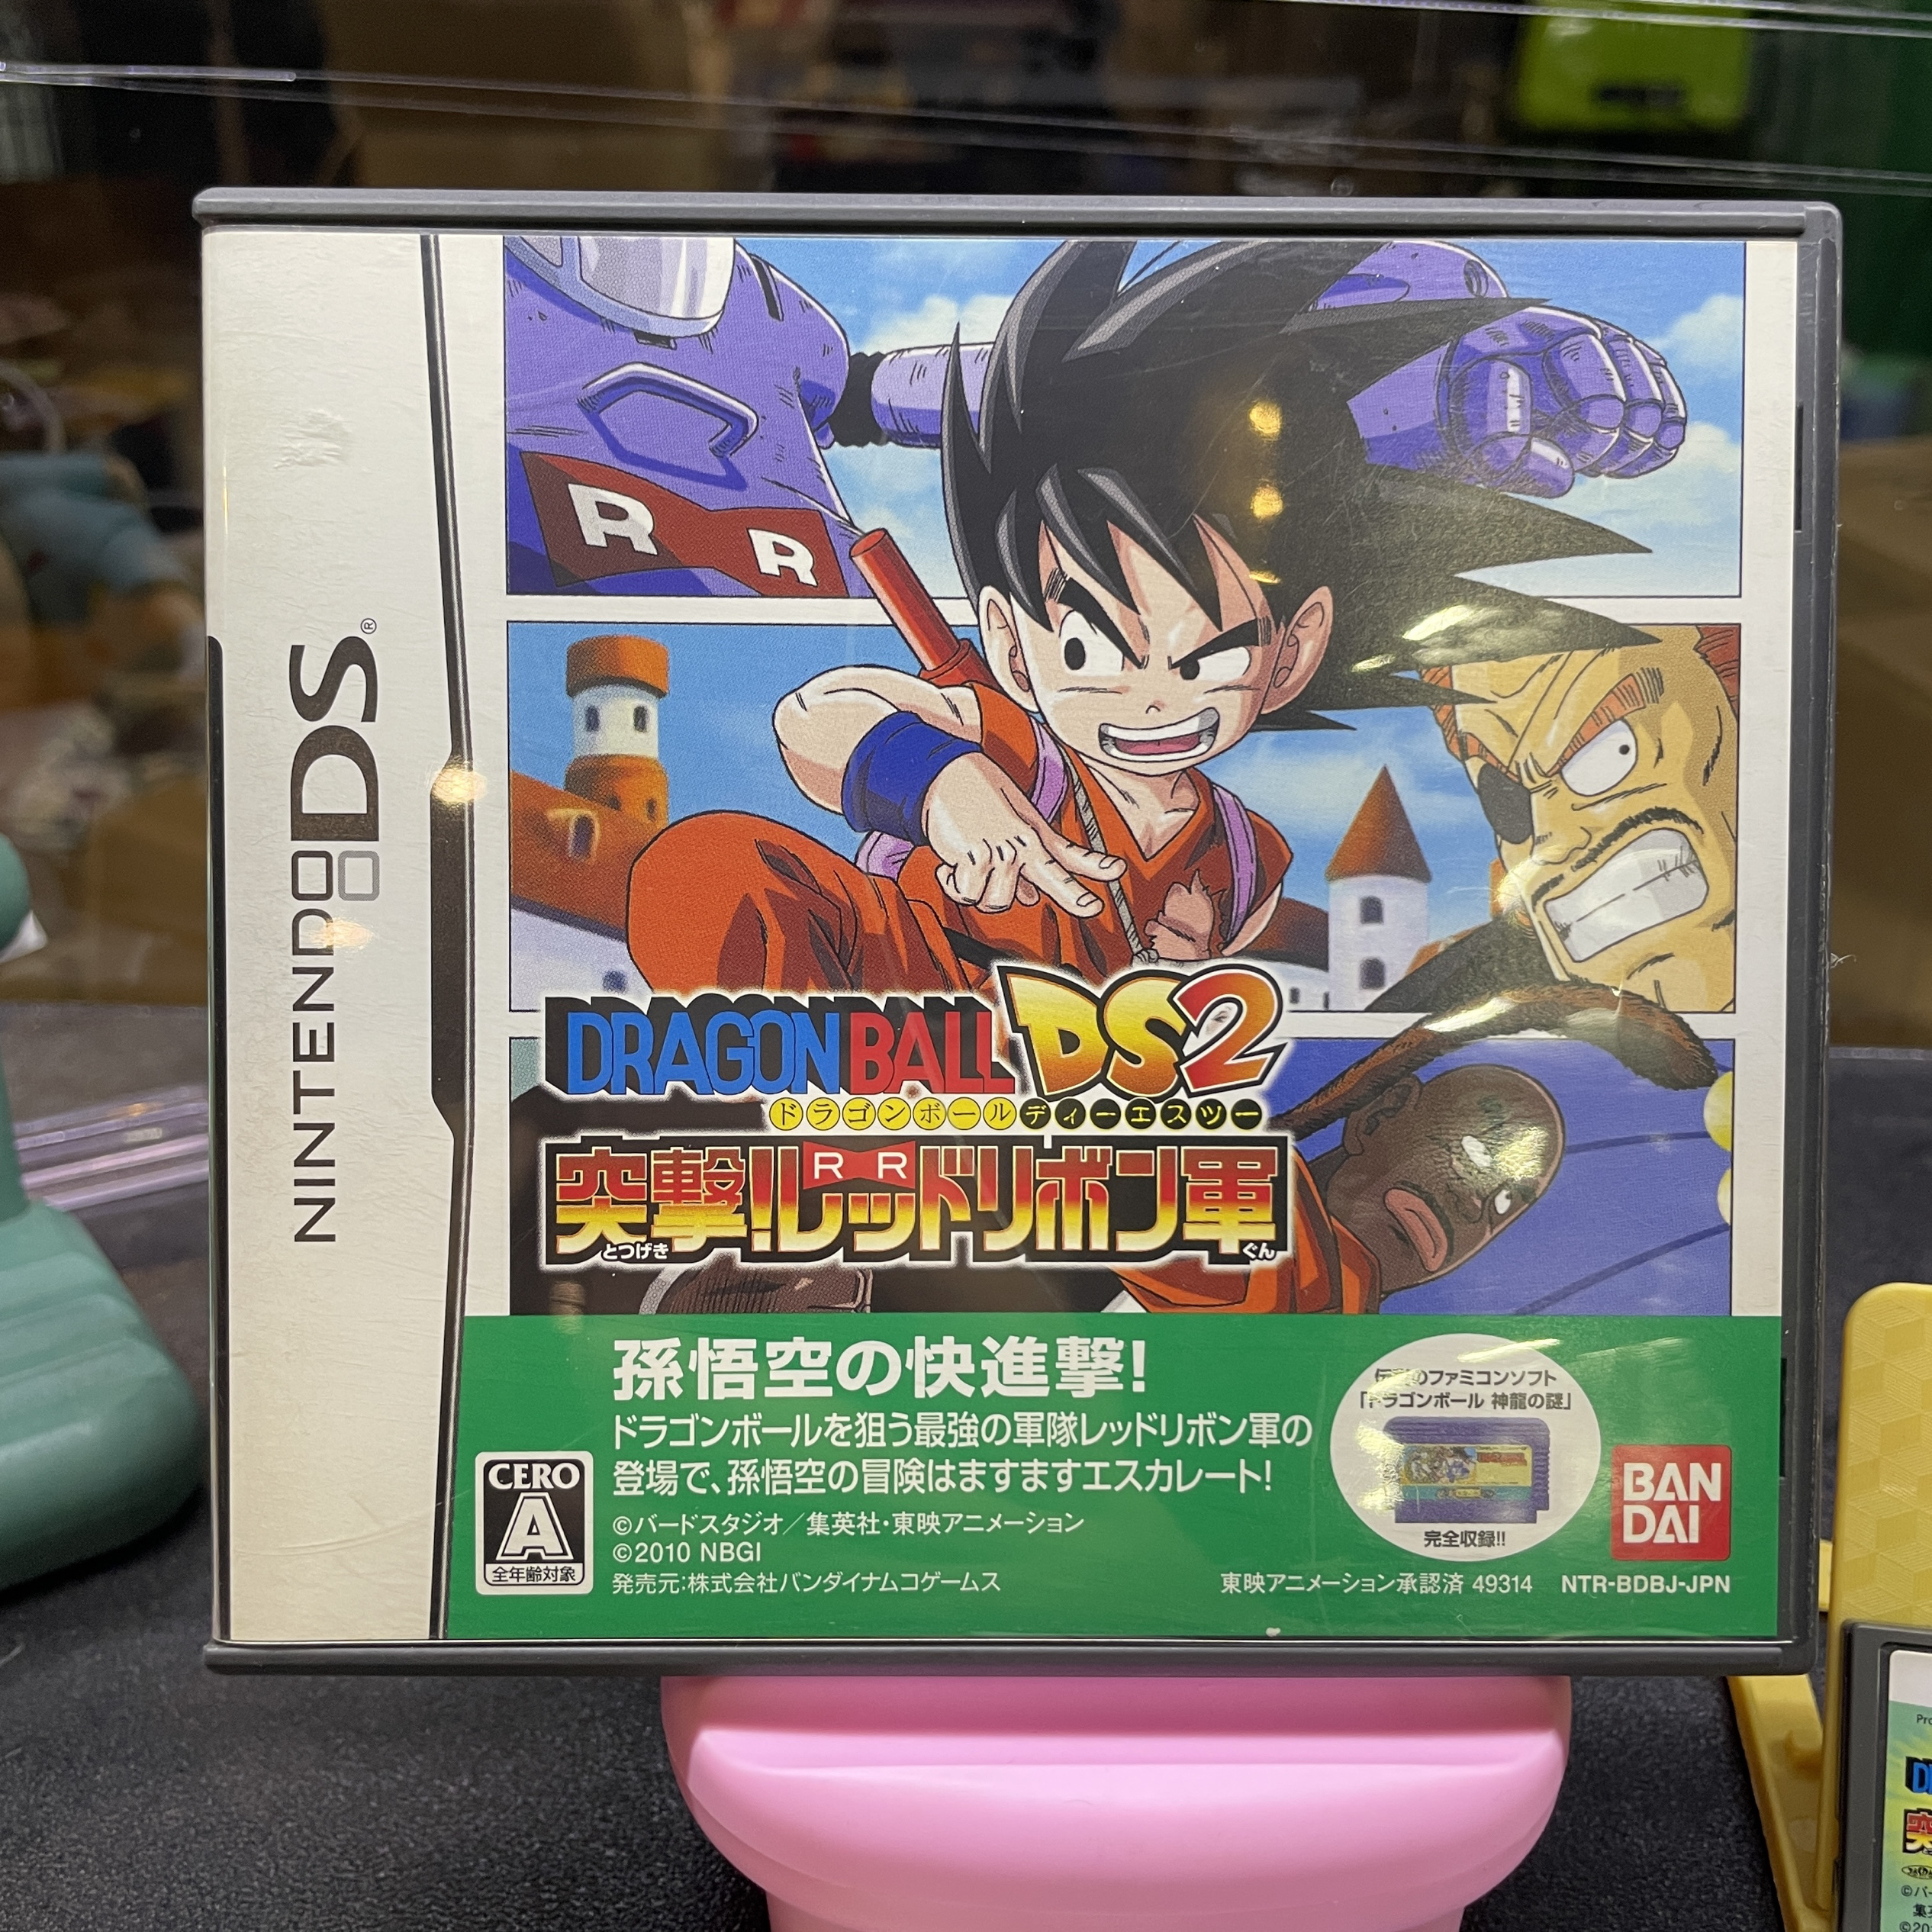 NINTENDO DS®
R R
DRAGON BALL DS2
ドラゴンボール ディーエスツー
R R
突撃!レッドリボン軍
とつげき
ぐん
孫悟空の快進撃!
ドラゴンボールを狙う最強の軍隊レッドリボン軍の
登場で、孫悟空の冒険はますますエスカレート!
©バードスタジオ／集英社・東映アニメーション
©2010 NBGI
発売元:株式会社バンダイナムコゲームス
CERO
A
全年齢対象
のファミコンソフト
「ドラゴンボール 神龍の謎」
完全収録!!
BAN
DAI
東映アニメーション承認済 49314
NTR-BDBJ-JPN